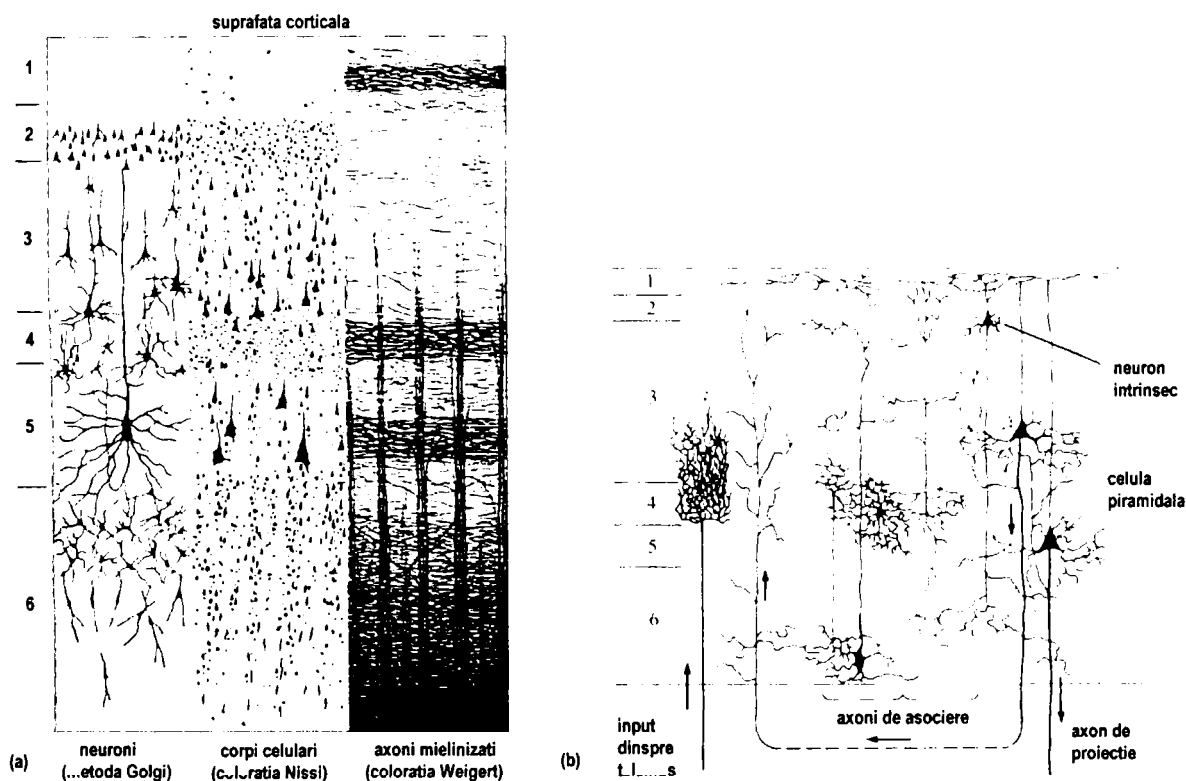 suprafata corticala
1
2
3
4
5
6
(a)
neuroni
Golgi)
corpi celulari
Nissl)
axoni mielinizati
(coloratia Weigert)
1
2
3
4
5
6
neuron
intrinsec
celula
piramidala
axoni de asociere
input
dinspre
axon de
proiectie
(b)